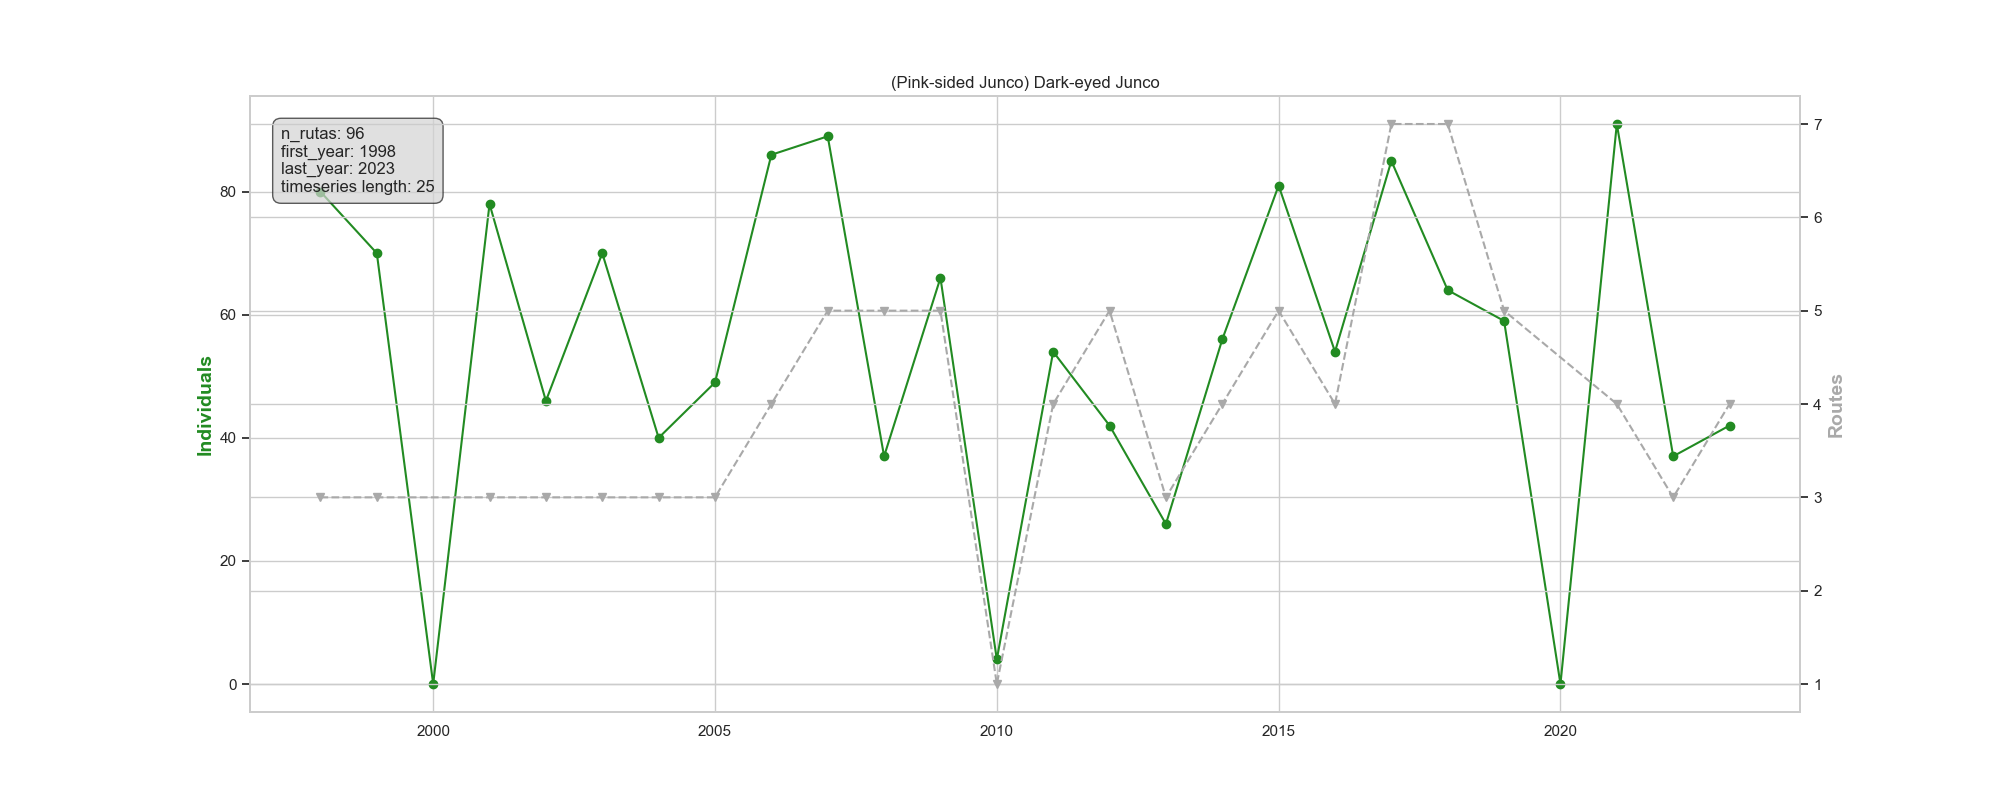 (Pink-sided Junco) Dark-eyed Junco
n_rutas: 96
first_year: 1998
last_year: 2023
timeseries length: 25
Individuals
80
60
40
20
0
Routes
7
6
5
4
3
2
1
2000
2005
2010
2015
2020